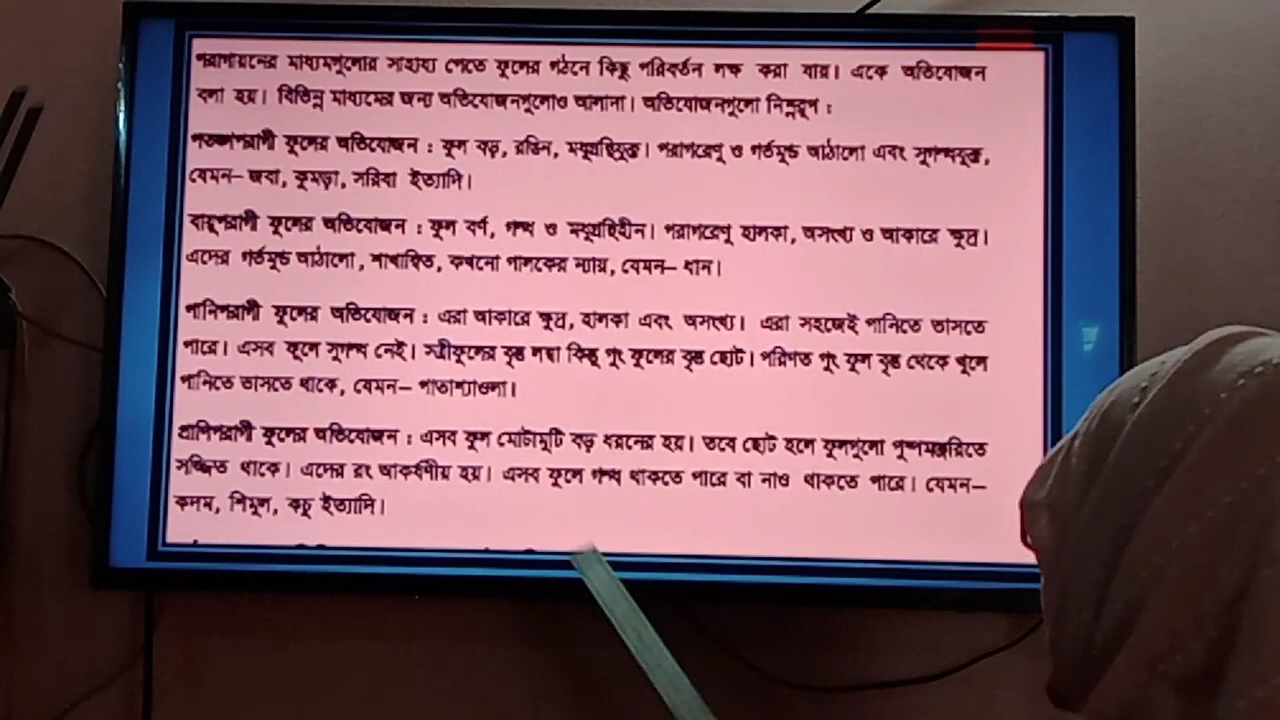 পরাগায়নের মাধ্যমগুলোর সাহায্য পেতে ফুলের গঠনে কিছু পরিবর্তন লক্ষ করা যায়। একে অভিযোজন
বলা হয়। বিভিন্ন মাধ্যমের জন্য অভিযোজনগুলোও আলাদা। অভিযোজনগুলো নিম্নরূপ :
পতঙ্গপরাগী ফুলের অভিযোজন : ফুল বড়, রঙিন, মধুগ্রন্থিযুক্ত। পরাগরেণু ও গর্ভমুন্ড আঠালো এবং সুগন্ধযুক্ত,
যেমন- জবা, কুমড়া, সরিষা ইত্যাদি।
বায়ুপরাগী ফুলের অভিযোজন : ফুল বর্ণ, গন্ধ ও মধুগ্রন্থিহীন। পরাগরেণু হালকা, অসংখ্য ও আকারে ক্ষুদ্র।
এদের গর্ভমুন্ড আঠালো, শাখান্বিত, কখনো পালকের ন্যায়, যেমন- ধান।
পানিপরাগী ফুলের অভিযোজন : এরা আকারে ক্ষুদ্র, হালকা এবং অসংখ্য। এরা সহজেই পানিতে ভাসতে
পারে। এসব ফুলে সুগন্ধ নেই। স্ত্রীফুলের বৃন্ত লম্বা কিন্তু পুং ফুলের বৃন্ত ছোট। পরিণত পুং ফুল বৃন্ত থেকে খুলে
পানিতে ভাসতে থাকে, যেমন- পাতাশ্যাওলা।
প্রাণিপরাগী ফুলের অভিযোজন : এসব ফুল মোটামুটি বড় ধরনের হয়। তবে ছোট হলে ফুলগুলো পুষ্পমঞ্জরিতে
সজ্জিত থাকে। এদের রং আকর্ষণীয় হয়। এসব ফুলে গন্ধ থাকতে পারে বা নাও থাকতে পারে। যেমন-
কদম, শিমুল, কচু ইত্যাদি।